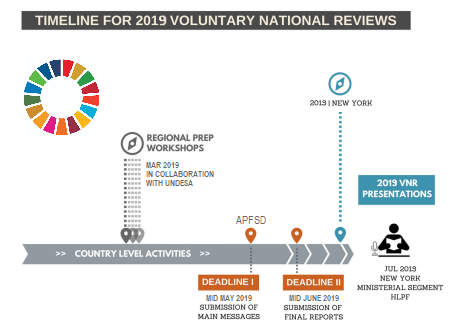 TIMELINE FOR 2019 VOLUNTARY NATIONAL REVIEWS
2019 | NEW YORK
REGIONAL PREP
WORKSHOPS
MAR 2019
IN COLLABORATION
WITH UNDESA
2019 VNR
PRESENTATIONS
APFSD
>> COUNTRY LEVEL ACTIVITIES >>
JUL 2019
NEW YORK
MINISTERIAL SEGMENT
HLPF
DEADLINE I
MID MAY 2019
SUBMISSION OF
MAIN MESSAGES
DEADLINE II
MID JUNE 2019
SUBMISSION OF
FINAL REPORTS